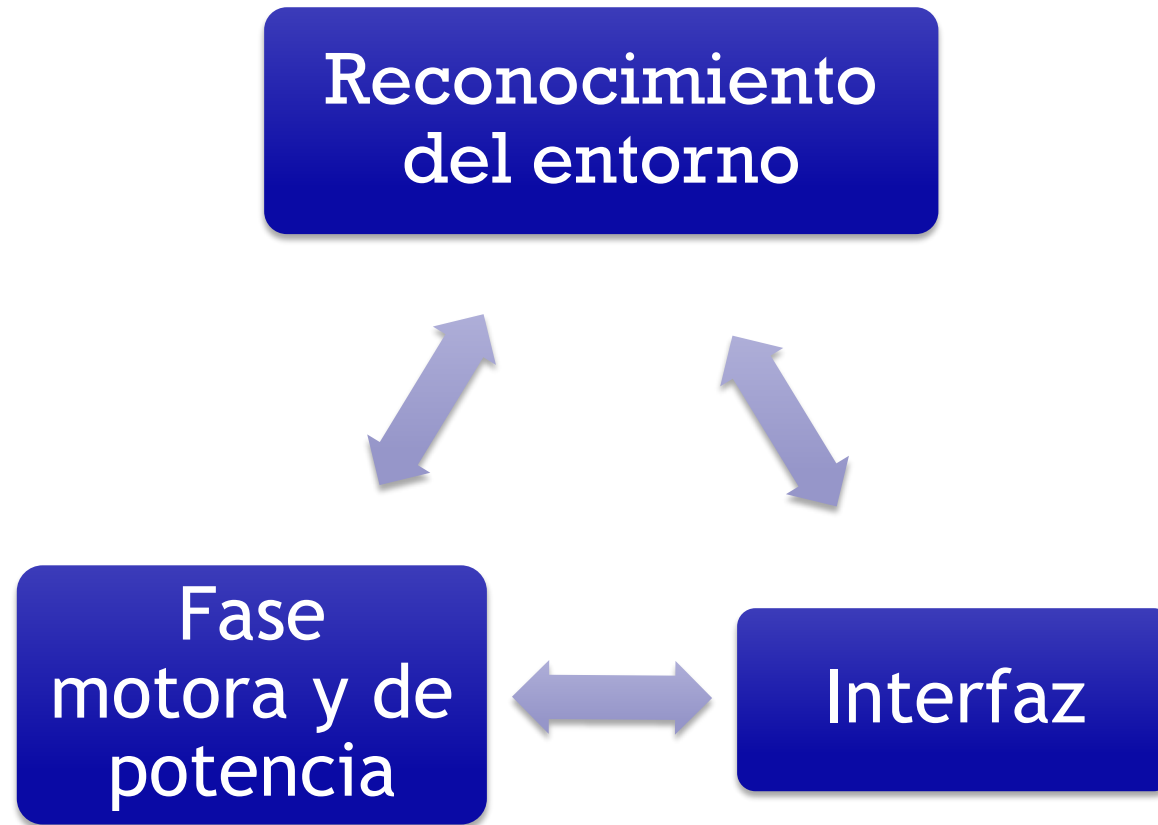 Reconocimiento
del entorno
Fase
motora y de
potencia
Interfaz